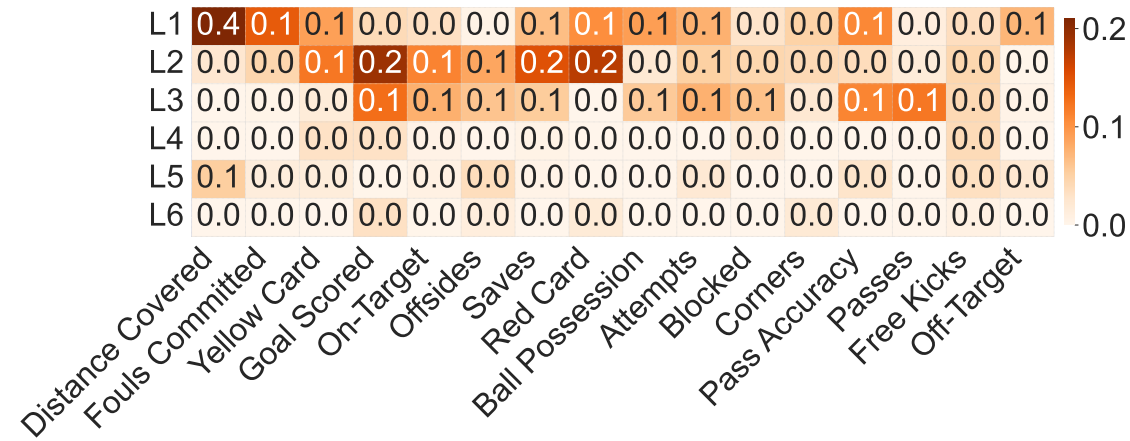 L1 0.4 0.1 0.1 0.0 0.0 0.0 0.1 0.1 0.1 0.1 0.0 0.0 0.1 0.0 0.0 0.1
L2 0.0 0.0 0.1 0.2 0.1 0.1 0.2 0.2 0.0 0.1 0.0 0.0 0.0 0.0 0.0 0.0
L3 0.0 0.0 0.0 0.1 0.1 0.1 0.1 0.0 0.1 0.1 0.1 0.0 0.1 0.1 0.0 0.0
L4 0.0 0.0 0.0 0.0 0.0 0.0 0.0 0.0 0.0 0.0 0.0 0.0 0.0 0.0 0.0 0.0
L5 0.1 0.0 0.0 0.0 0.0 0.0 0.0 0.0 0.0 0.0 0.0 0.0 0.0 0.0 0.0 0.0
L6 0.0 0.0 0.0 0.0 0.0 0.0 0.0 0.0 0.0 0.0 0.0 0.0 0.0 0.0 0.0 0.0
Distance Covered
Fouls Committed
Yellow Card
Goal Scored
On-Target
Offsides
Saves
Red Card
Ball Possession
Attempts
Blocked
Corners
Pass Accuracy
Passes
Free Kicks
Off-Target
0.2
0.1
0.0